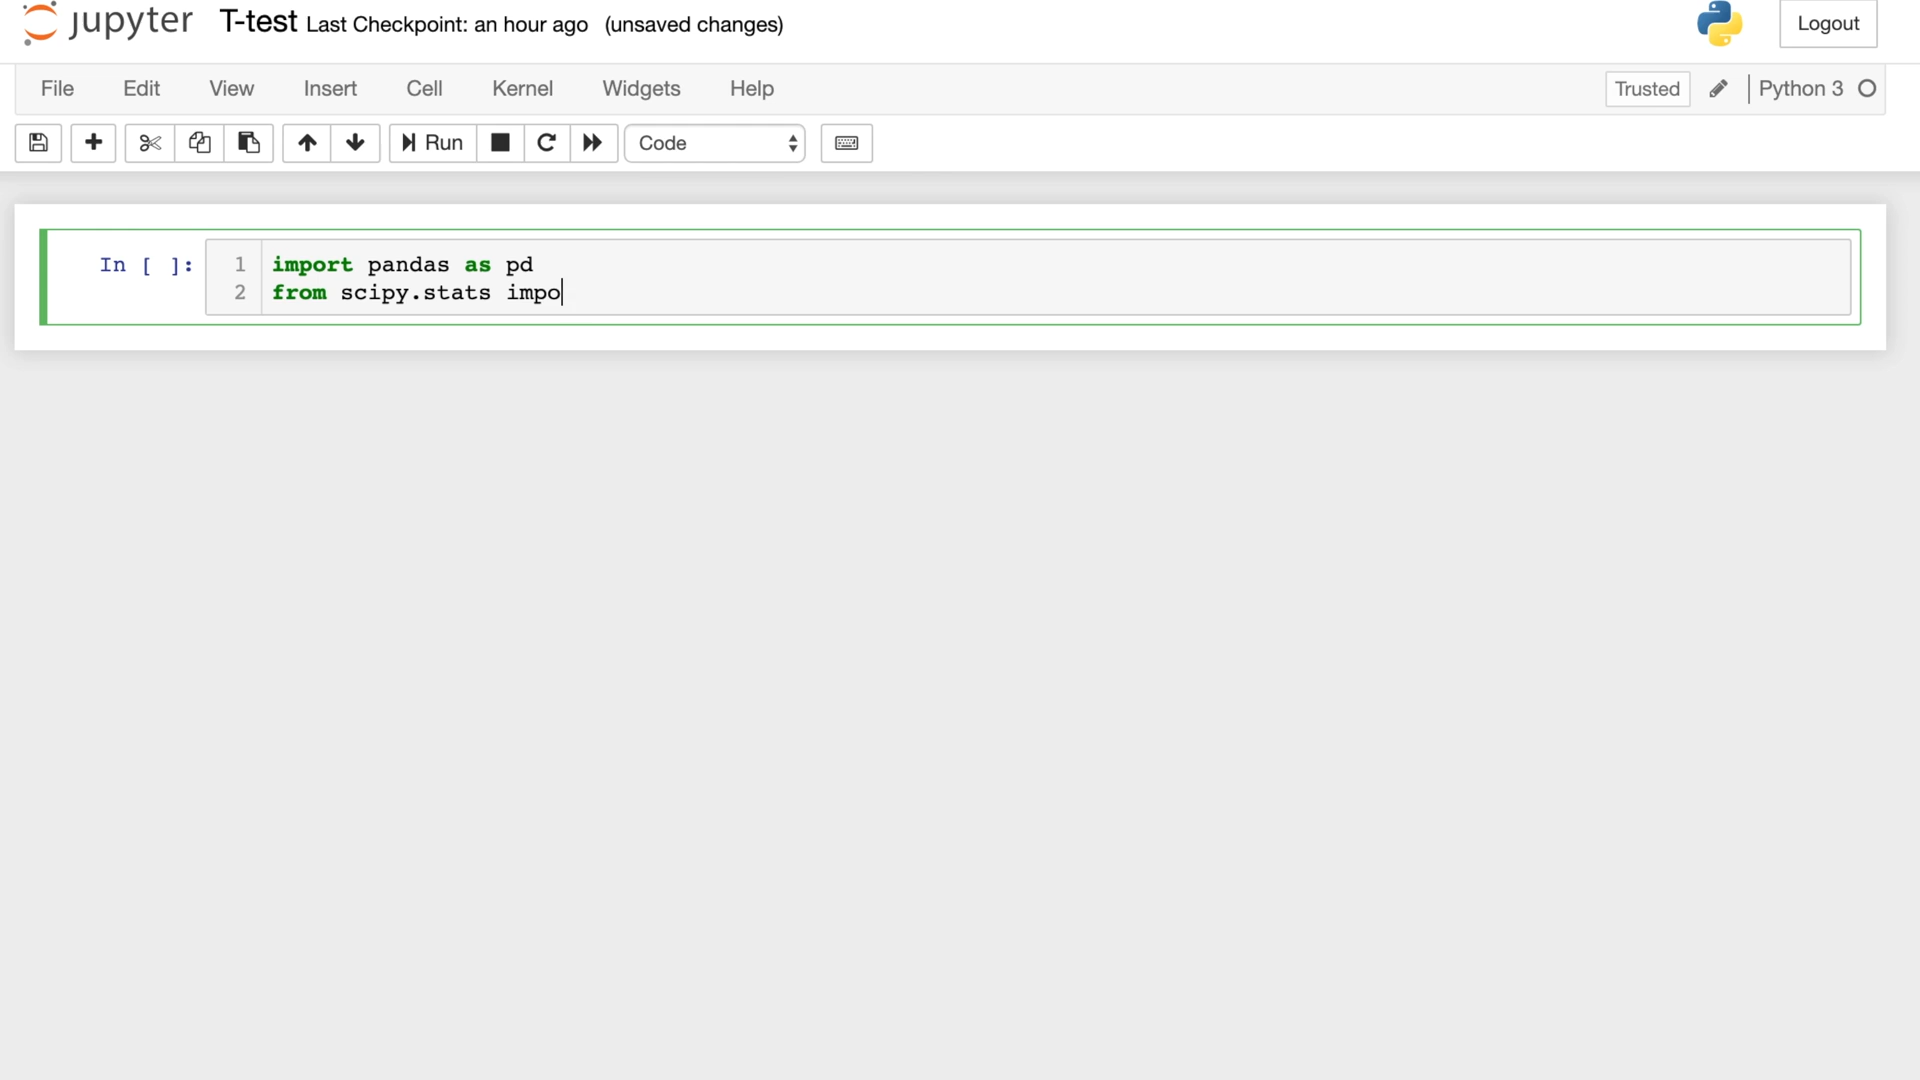 jupyter T-test Last Checkpoint: an hour ago (unsaved changes) Logout
File Edit View Insert Cell Kernel Widgets Help Trusted Python 3
Run Code
In [ ]: 1 import pandas as pd
2 from scipy.stats impo